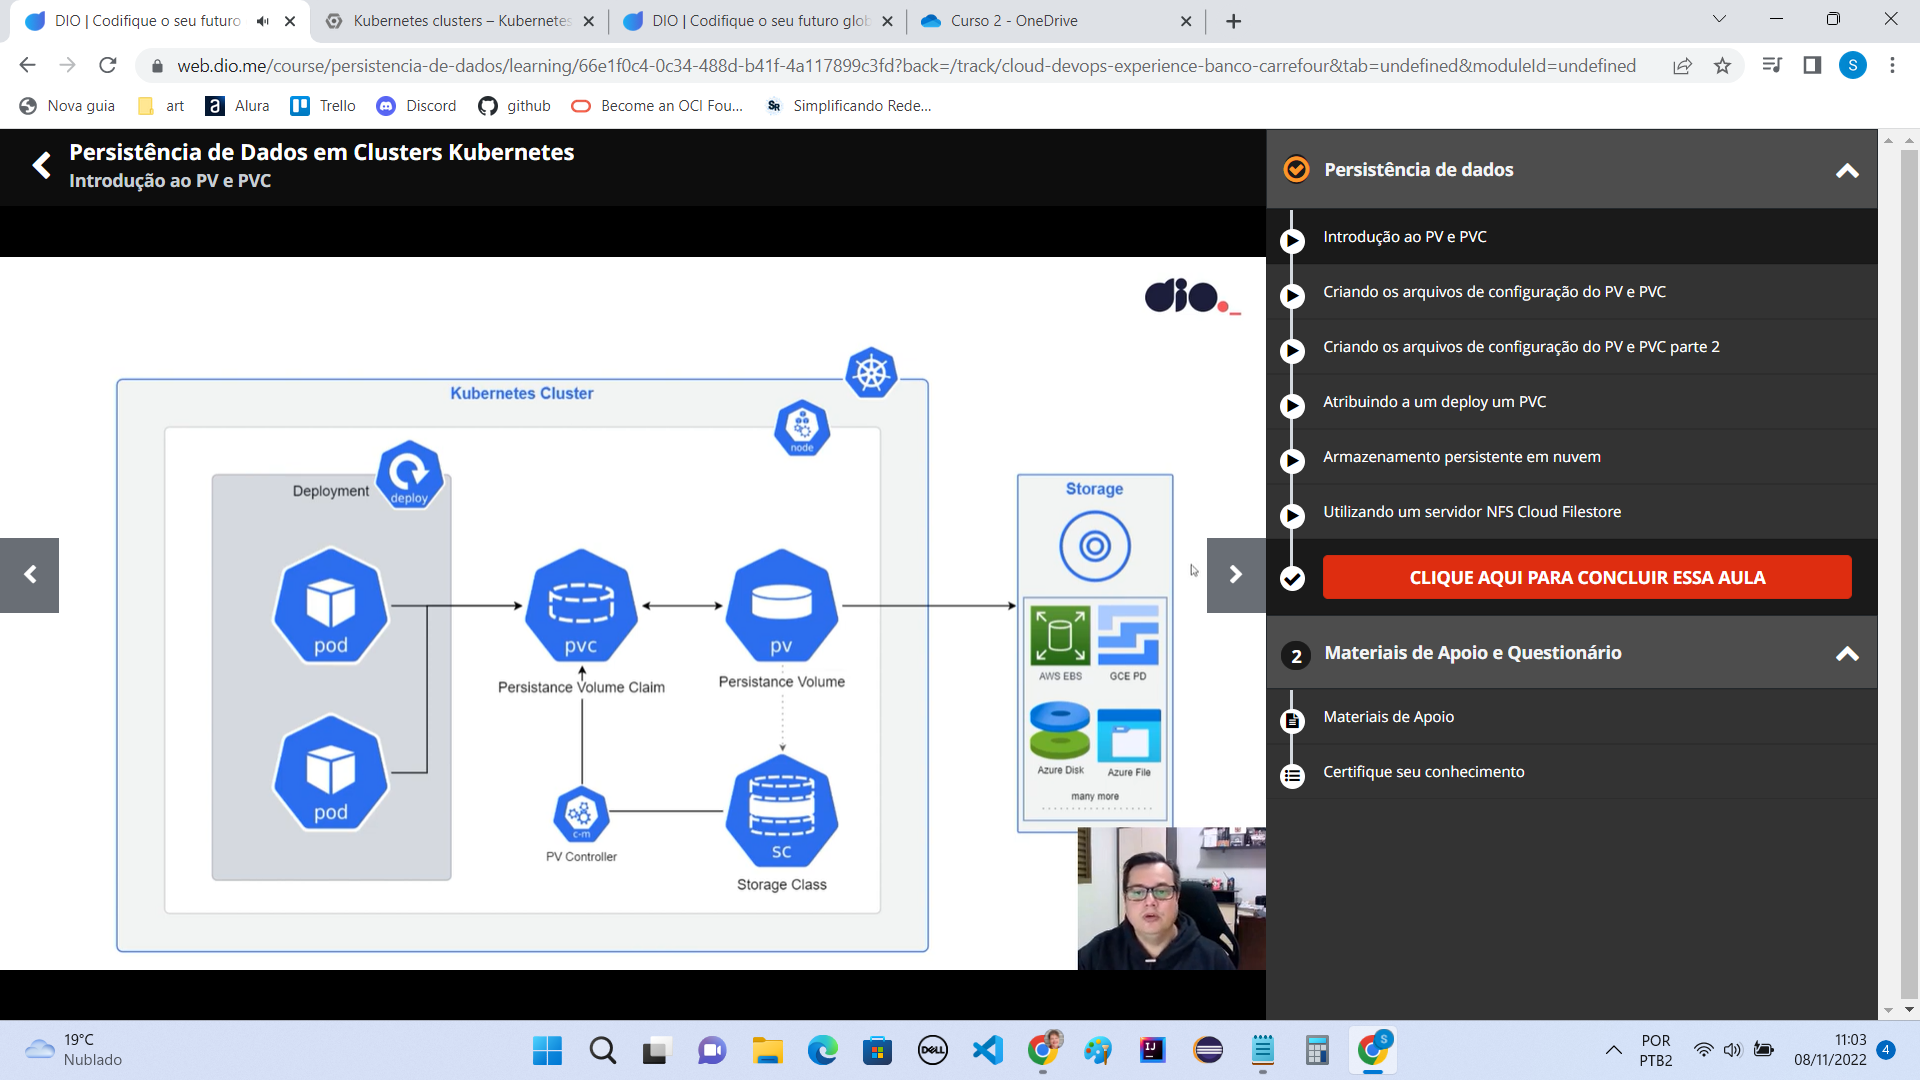 DIO | Codifique o seu futuro
Kubernetes clusters – Kubernetes
DIO | Codifique o seu futuro glob
Curso 2 - OneDrive
web.dio.me/course/persistencia-de-dados/learning/66e1f0c4-0c34-488d-b41f-4a117899c3fd?back=/track/cloud-devops-experience-banco-carrefour&tab=undefined&moduleId=undefined
S
Nova guia
art
a
Alura
Trello
Discord
github
Become an OCI Fou...
SR
Simplificando Rede...
Persistência de Dados em Clusters Kubernetes
Introdução ao PV e PVC
dio._
Kubernetes Cluster
node
Deployment
deploy
pod
pod
pvc
Persistance Volume Claim
pv
Persistance Volume
c-m
PV Controller
sc
Storage Class
Storage
AWS EBS
GCE PD
Azure Disk
Azure File
many more
Persistência de dados
Introdução ao PV e PVC
Criando os arquivos de configuração do PV e PVC
Criando os arquivos de configuração do PV e PVC parte 2
Atribuindo a um deploy um PVC
Armazenamento persistente em nuvem
Utilizando um servidor NFS Cloud Filestore
CLIQUE AQUI PARA CONCLUIR ESSA AULA
2
Materiais de Apoio e Questionário
Materiais de Apoio
Certifique seu conhecimento
19°C
Nublado
DELL
IJ
S
POR
PTB2
11:03
08/11/2022
4